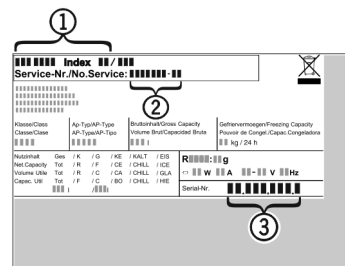 1
Index / 
Service-Nr./No.Service: -
2
Klasse/Class Ap-Typ/AP-Type Bruttoinhalt/Gross Capacity Gefriervermoegen/Freezing Capacity
Classe/Clase AP-Type/AP-Tipo Volume Brut/Capacidad Bruta Pouvoir de Congel./Capac.Congeladora
l kg / 24 h
Nutzinhalt Ges / K / G / KE / KALT / EIS
Net.Capacity Tot / R / F / CE / CHILL / ICE
Volume Utile Tot / R / C / CA / CHILL / GLA
Capac. Util Tot / F / C / BO / CHILL / HIE
l / l
R : g
W A - V Hz
Serial-Nr. . . .
3